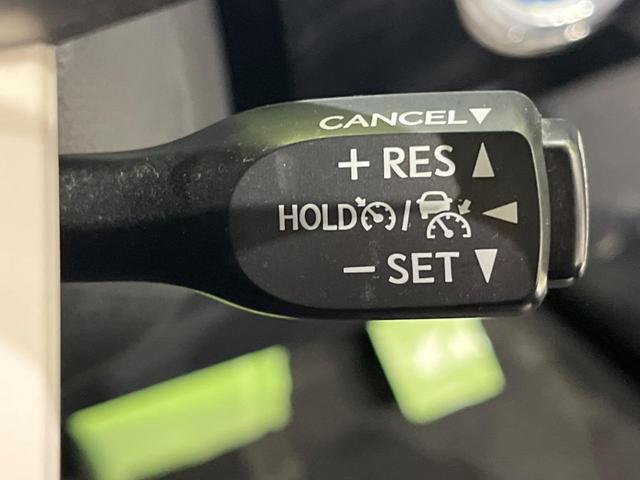 CANCEL▼
+ RES ▲
HOLD / ◀
− SET ▼